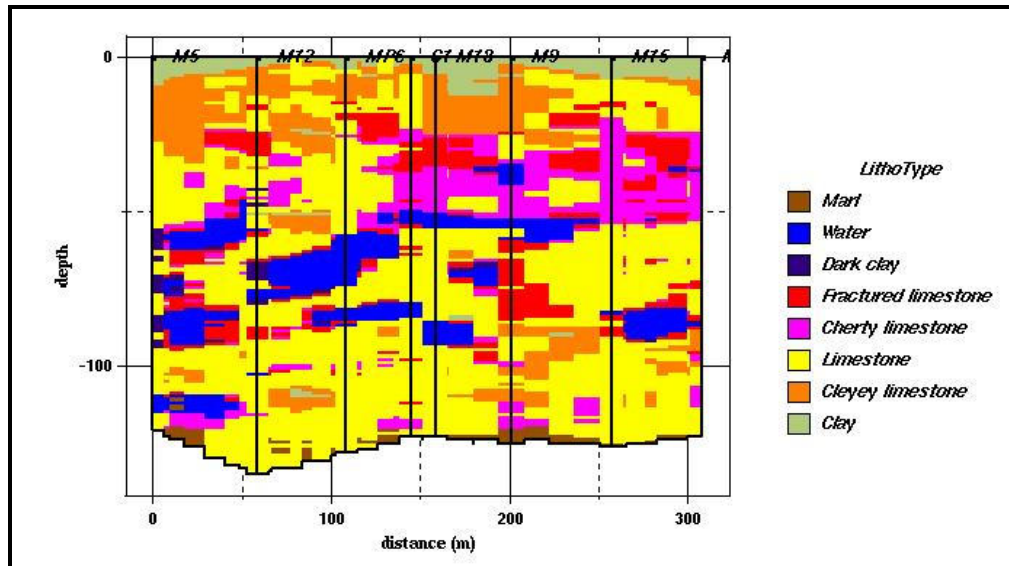 M5 M12 MP6 C1 M18 M9 M15
0
-100
depth
0 100 200 300
distance (m)
LithoType
Marl
Water
Dark clay
Fractured limestone
Cherty limestone
Limestone
Cleyey limestone
Clay